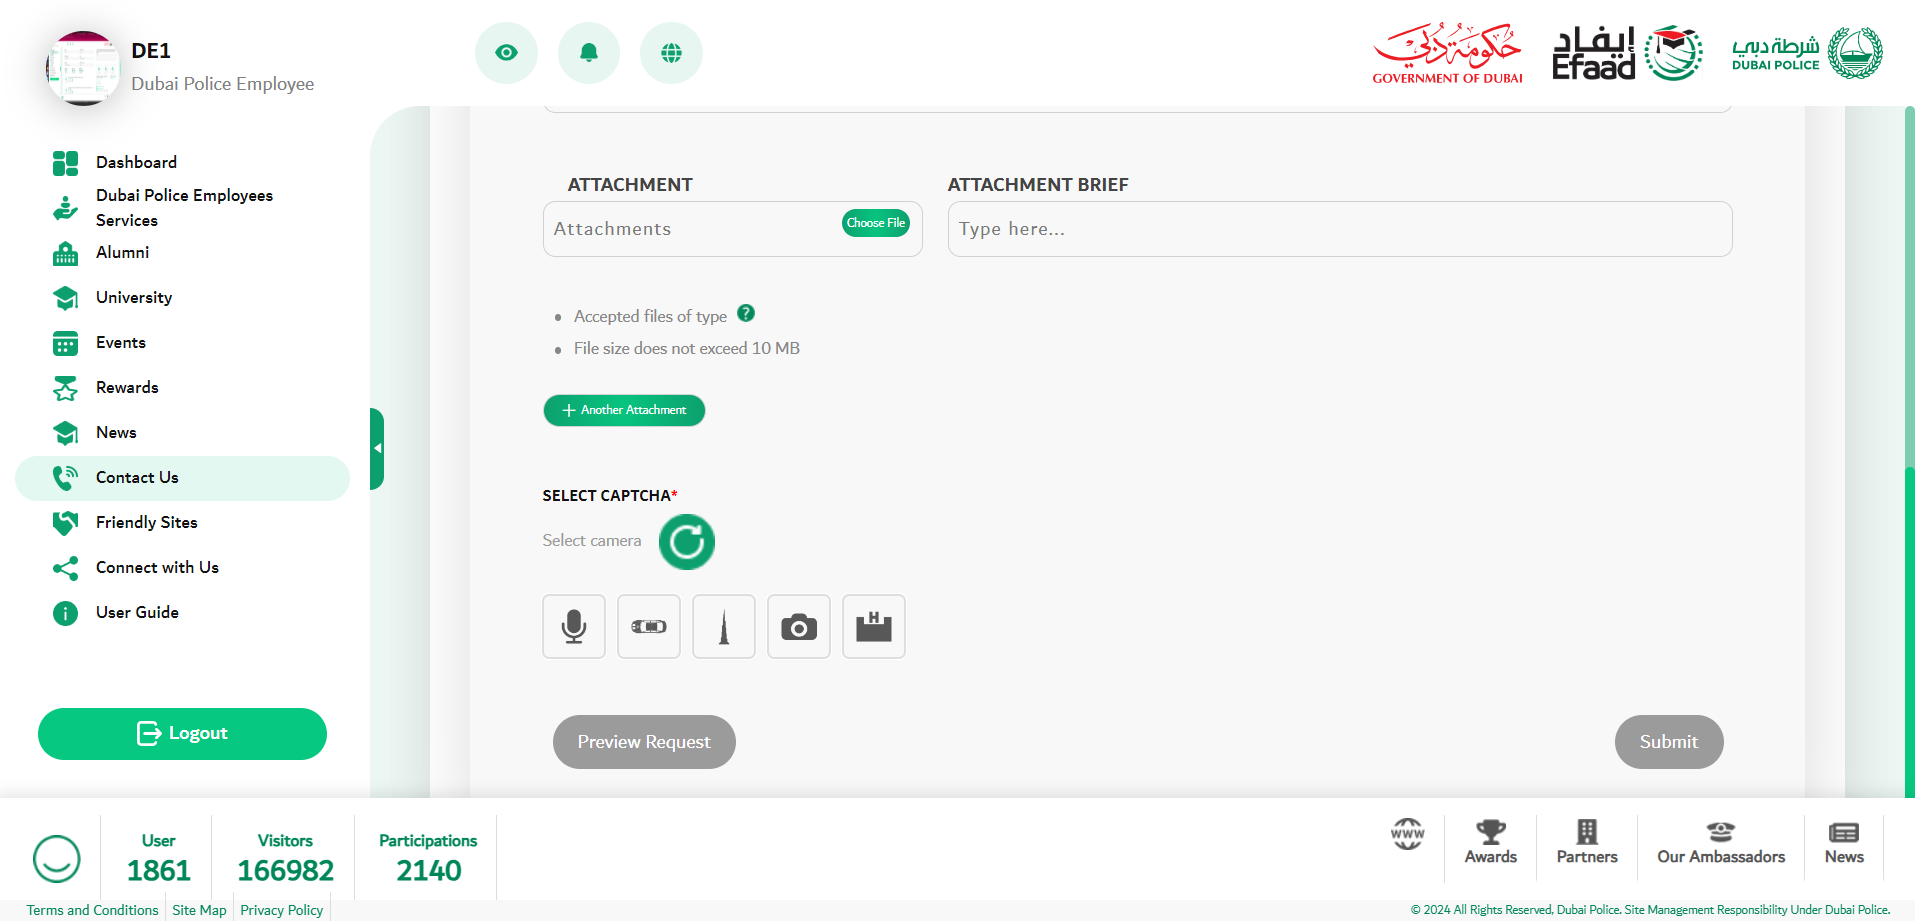 DE1
Dubai Police Employee
حكومة دبي
GOVERNMENT OF DUBAI
إيفاد
Efaad
شرطة دبي
DUBAI POLICE
Dashboard
Dubai Police Employees
Services
Alumni
University
Events
Rewards
News
Contact Us
Friendly Sites
Connect with Us
User Guide
Logout
ATTACHMENT
ATTACHMENT BRIEF
Attachments
Choose File
Type here...
Accepted files of type
?
File size does not exceed 10 MB
+ Another Attachment
SELECT CAPTCHA*
Select camera
H
Preview Request
Submit
User
1861
Visitors
166982
Participations
2140
WWW
Awards
Partners
Our Ambassadors
News
Terms and Conditions
Site Map
Privacy Policy
© 2024 All Rights Reserved, Dubai Police. Site Management Responsibility Under Dubai Police.